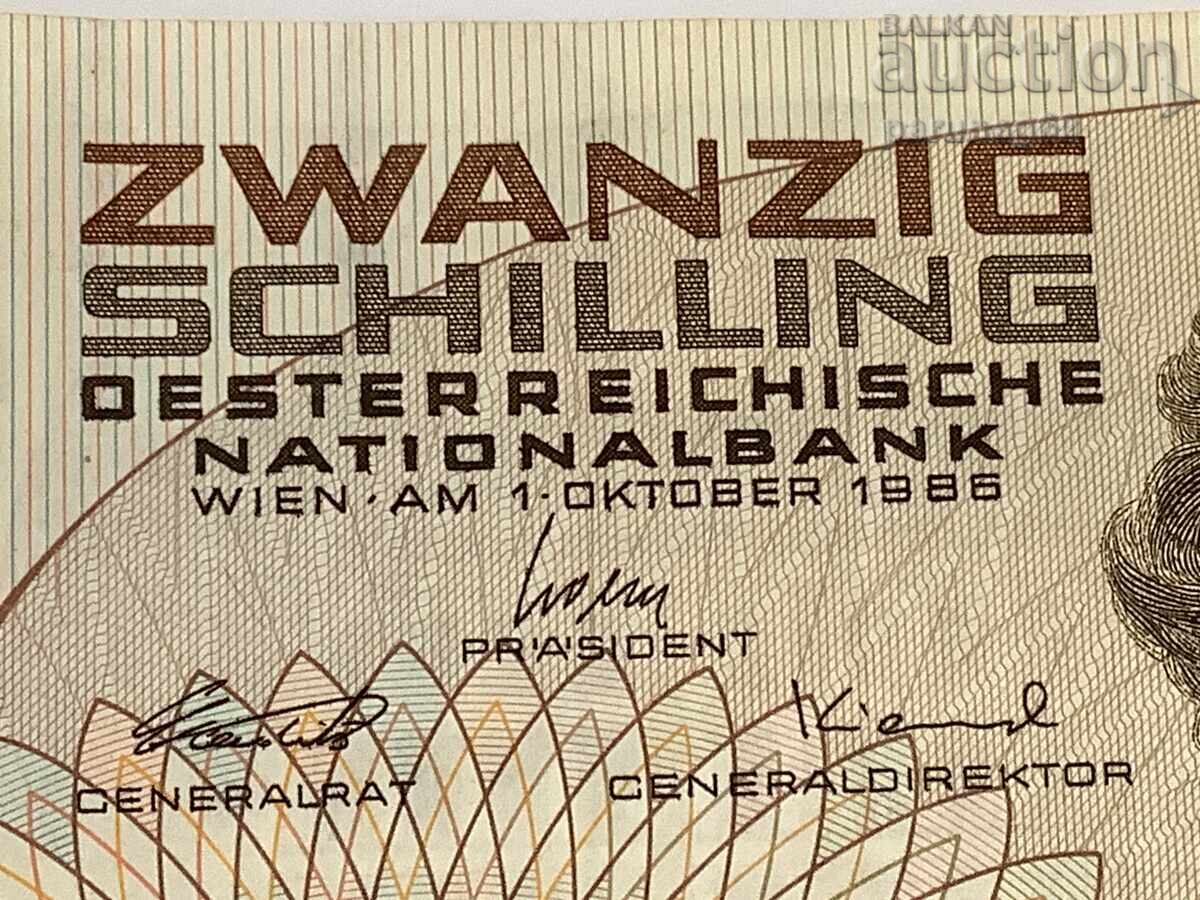 BALKAN
auction
ZWANZIG
SCHILLING
OESTERREICHISCHE
NATIONALBANK
WIEN · AM 1 · OKTOBER 1986
PRÄSIDENT
GENERALRAT
GENERALDIREKTOR